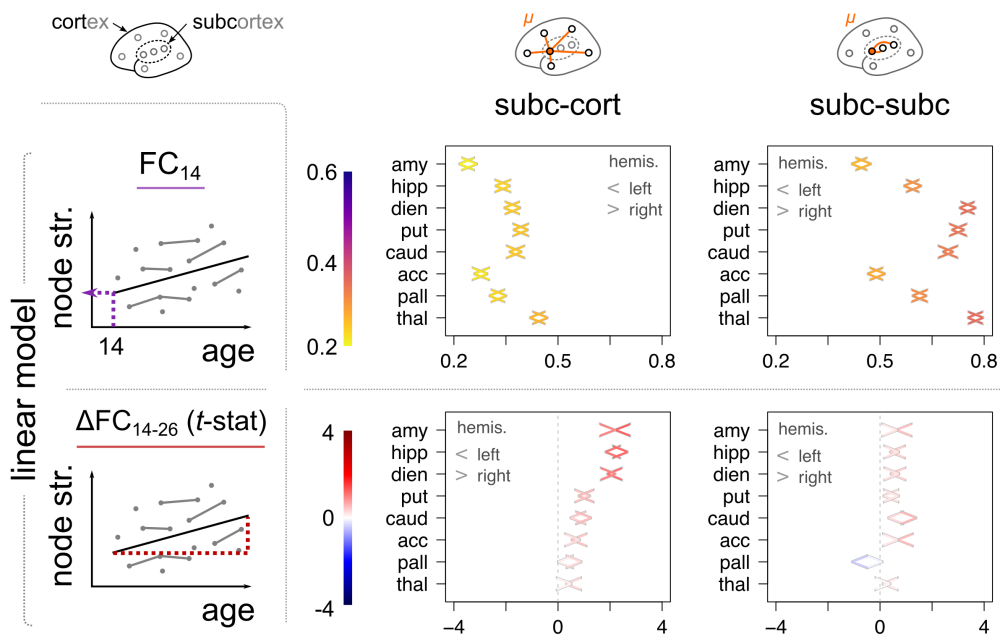 cortex
subcortex
μ
μ
subc-cort
subc-subc
linear model
FC14
node str.
14
age
0.6
0.4
0.2
amy
hipp
dien
put
caud
acc
pall
thal
hemis.
< left
> right
0.2
0.5
0.8
amy
hipp
dien
put
caud
acc
pall
thal
hemis.
< left
> right
0.2
0.5
0.8
ΔFC14-26 (t-stat)
node str.
age
4
2
0
-4
amy
hipp
dien
put
caud
acc
pall
thal
hemis.
< left
> right
−4
0
4
amy
hipp
dien
put
caud
acc
pall
thal
hemis.
< left
> right
−4
0
4